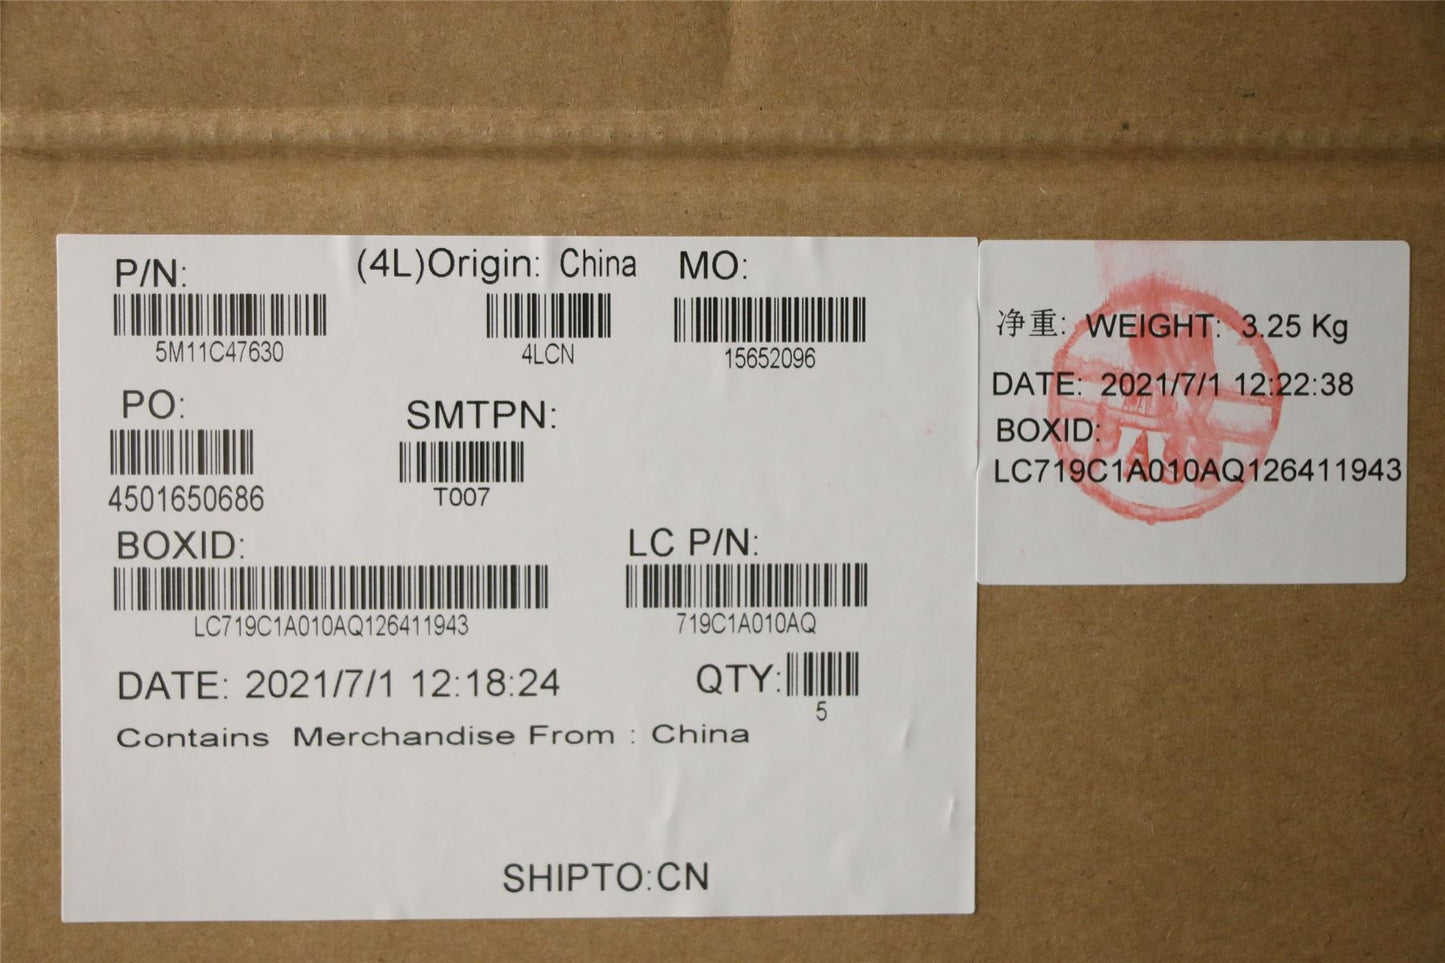 P/N: (4L)Origin: China MO:
5M11C47630 4LCN 15652096
PO: SMTPN:
4501650686 T007
BOXID: LC P/N:
LC719C1A010AQ126411943 719C1A010AQ
DATE: 2021/7/1 12:18:24 QTY:
5
Contains Merchandise From : China
SHIPTO:CN
净重: WEIGHT: 3.25 Kg
DATE: 2021/7/1 12:22:38
BOXID:
LC719C1A010AQ126411943